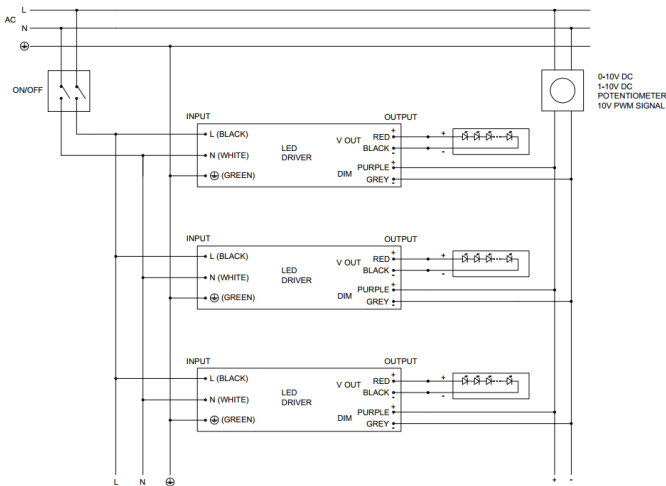 L
AC
N
ON/OFF
0-10V DC
1-10V DC
POTENTIOMETER
10V PWM SIGNAL
INPUT OUTPUT
L (BLACK) V OUT RED + 
N (WHITE) LED DRIVER BLACK -
(GREEN) DIM PURPLE +
GREY -
+
-
INPUT OUTPUT
L (BLACK) V OUT RED +
N (WHITE) LED DRIVER BLACK -
(GREEN) DIM PURPLE +
GREY -
+
-
INPUT OUTPUT
L (BLACK) V OUT RED +
N (WHITE) LED DRIVER BLACK -
(GREEN) DIM PURPLE +
GREY -
+
-
L N + -